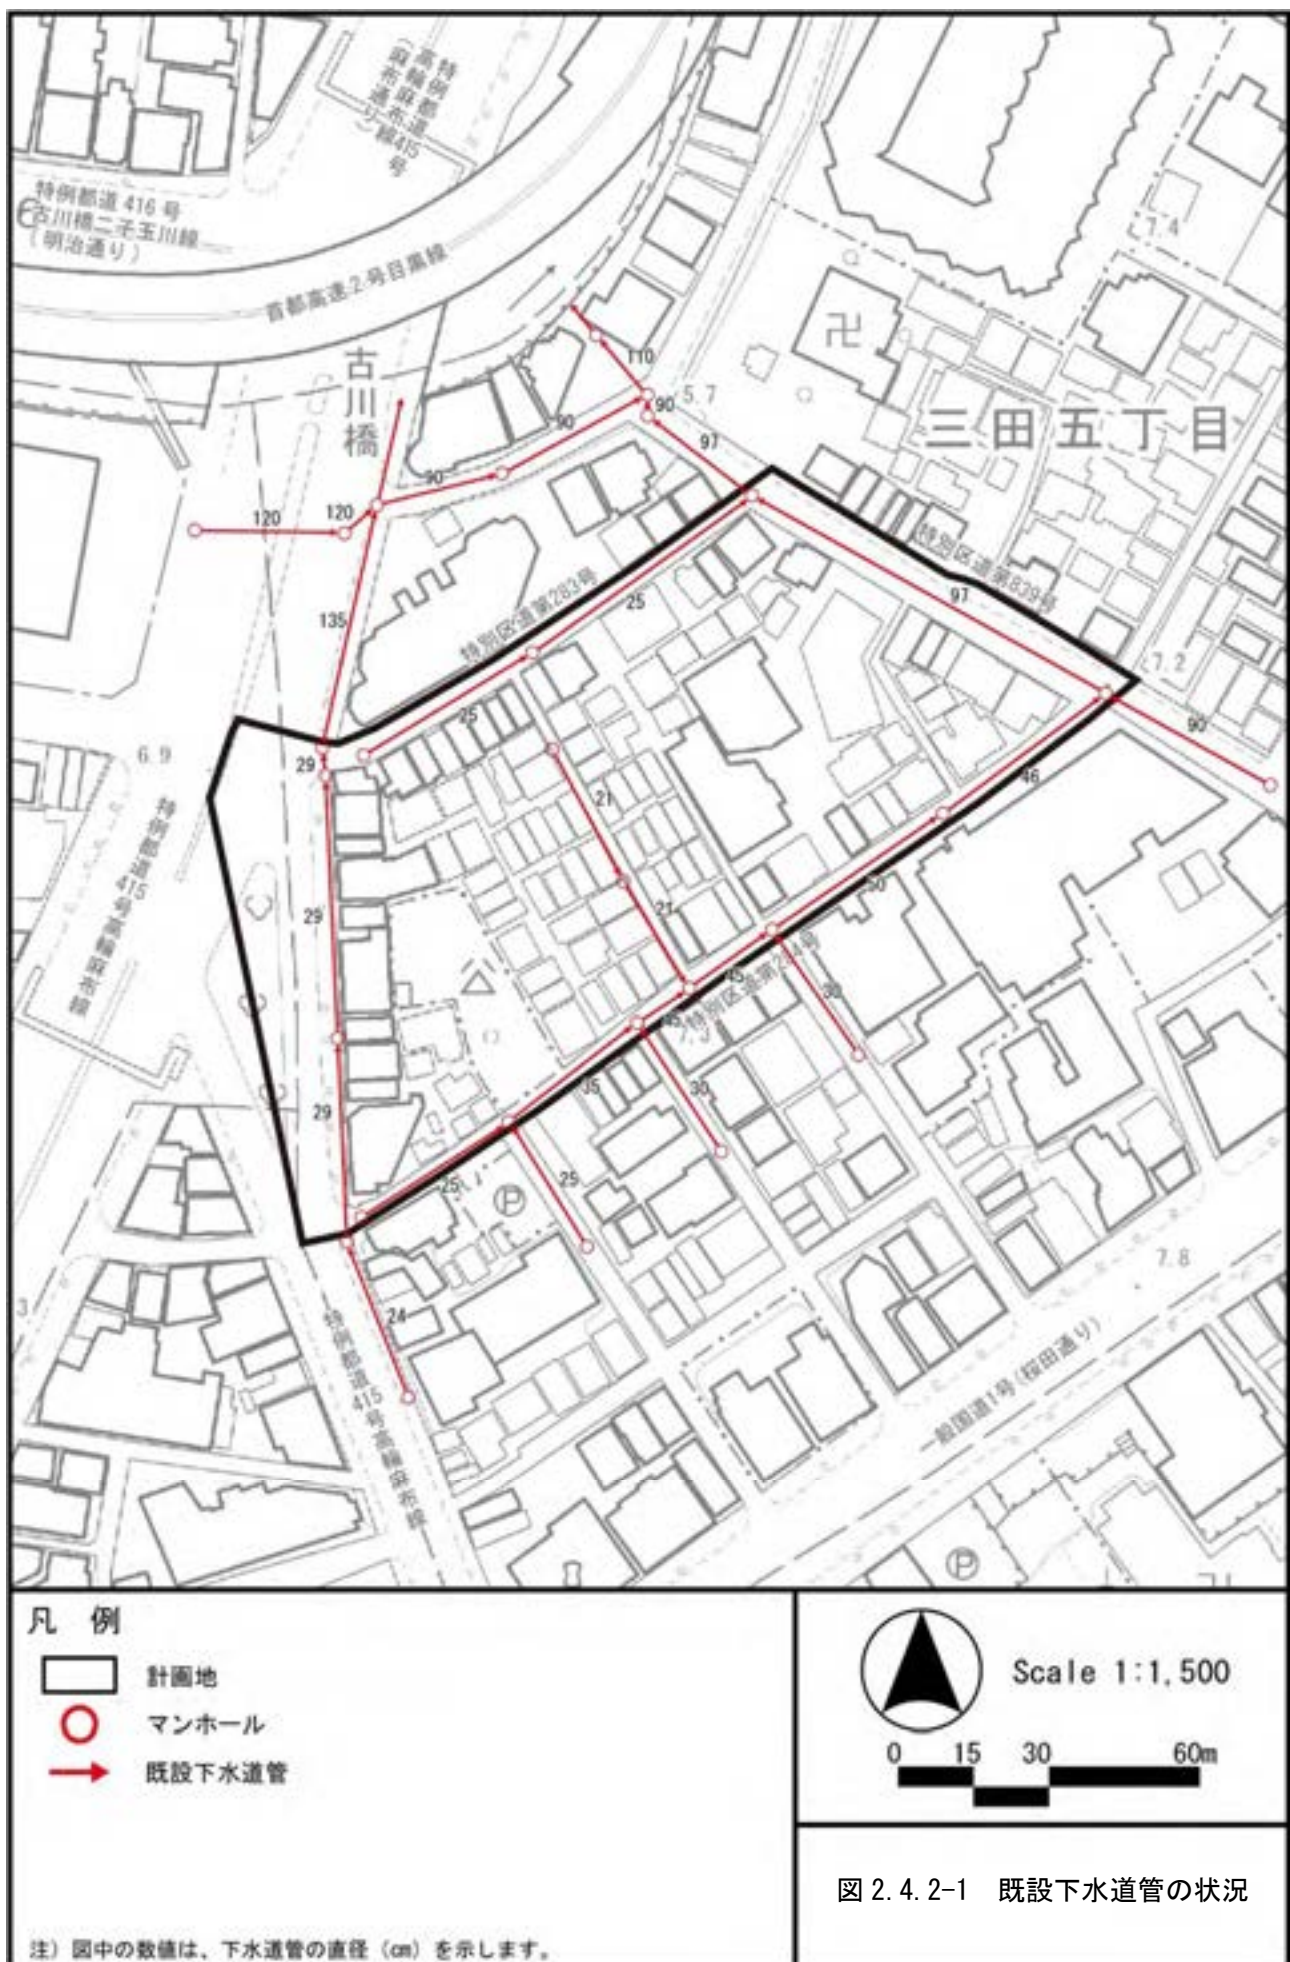 特例都道415号
高輪麻布線
(麻布通り)
特例都道 416 号
古川橋二子玉川線
( 明治通り )
首都高速2号目黒線
古川橋
7.4
卍
三田五丁目
110
5.7
90
90
97
90
120
120
135
特別区道第283号
25
特別区道第839号
97
7.2
90
25
29
6.9
特例都道415号高輪麻布線
21
46
29
21
50
45
特別区道第284号
7.3
30
35
30
29
25
25
P
24
3
特例都道415号高輪麻布線
7.8
一般国道1号(桜田通り)
P
凡 例
計画地
マンホール
既設下水道管
注) 図中の数値は、下水道管の直径 (㎝) を示します。
Scale 1:1,500
0 15 30 60m
図 2.4.2-1 既設下水道管の状況